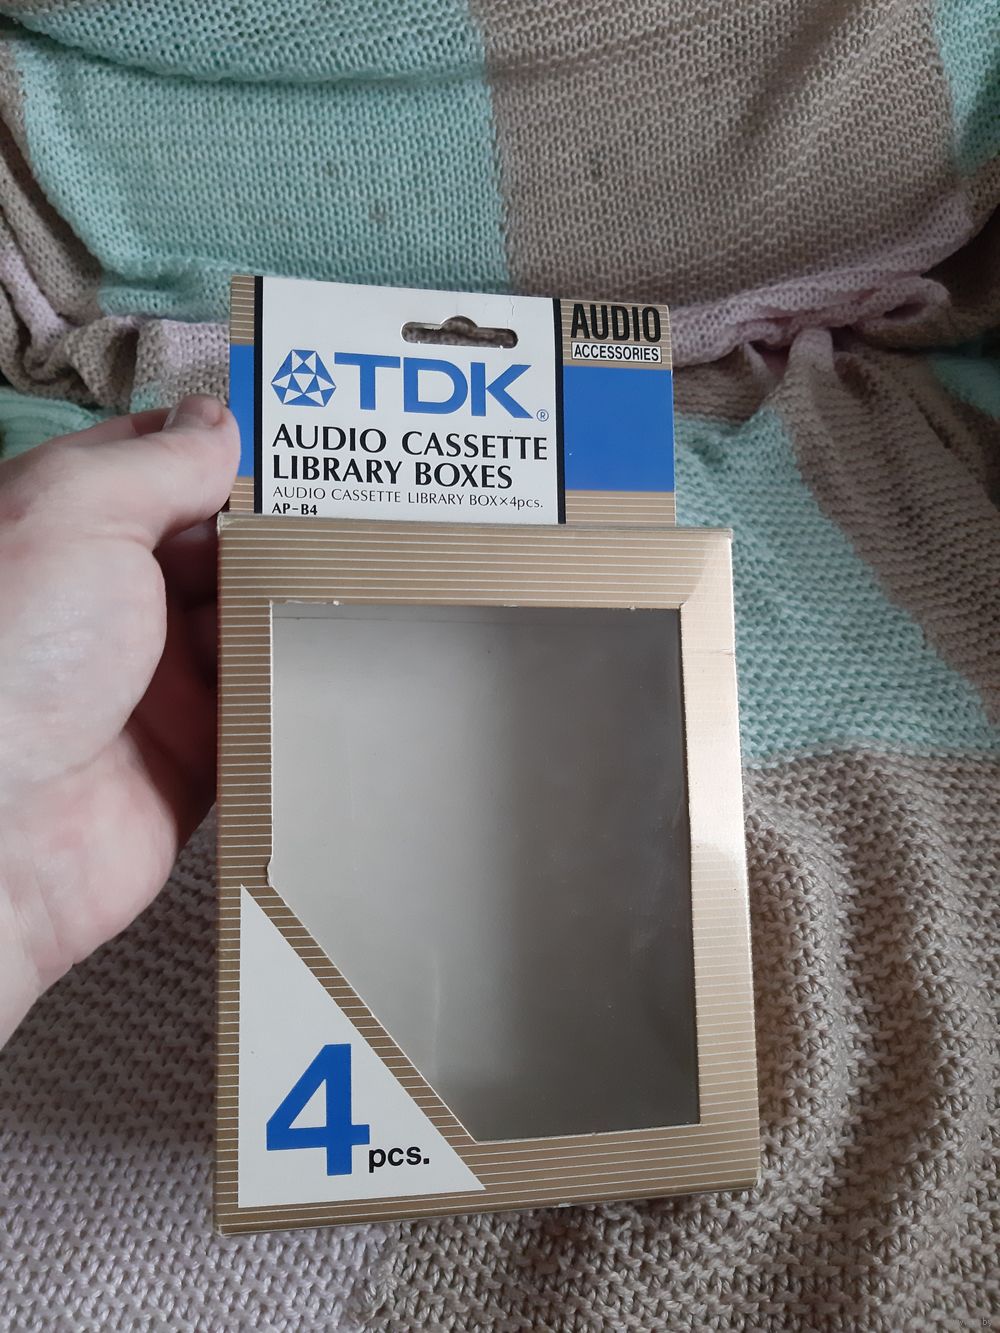 AUDIO
ACCESSORIES
TDK®
AUDIO CASSETTE
LIBRARY BOXES
AUDIO CASSETTE LIBRARY BOX×4pcs.
AP-B4
4 pcs.